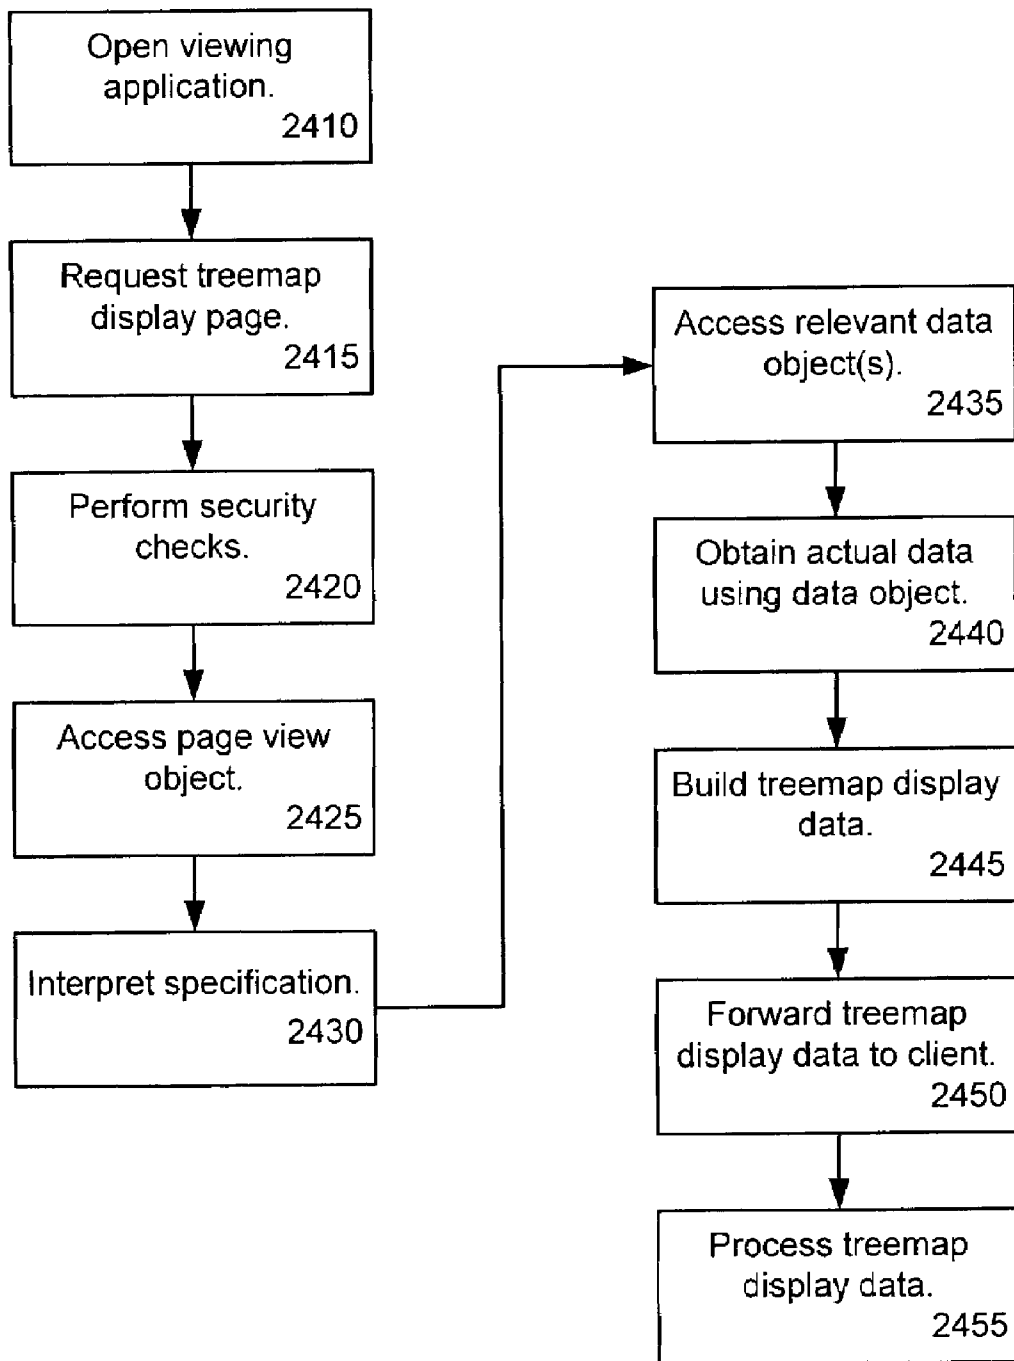 Open viewing
application.
2410
Request treemap
display page.
2415
Perform security
checks.
2420
Access page view
object.
2425
Interpret specification.
2430
Access relevant data
object(s).
2435
Obtain actual data
using data object.
2440
Build treemap display
data.
2445
Forward treemap
display data to client.
2450
Process treemap
display data.
2455